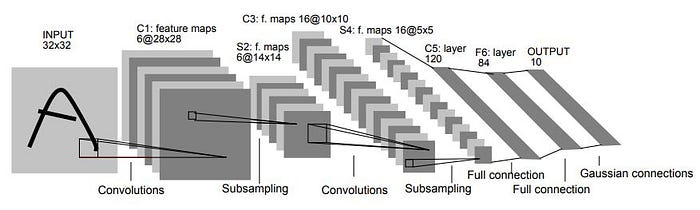 INPUT
32x32
C1: feature maps
6@28x28
S2: f. maps
6@14x14
C3: f. maps 16@10x10
S4: f. maps 16@5x5
C5: layer
120
F6: layer
84
OUTPUT
10
Convolutions
Subsampling
Convolutions
Subsampling
Full connection
Full connection
Gaussian connections